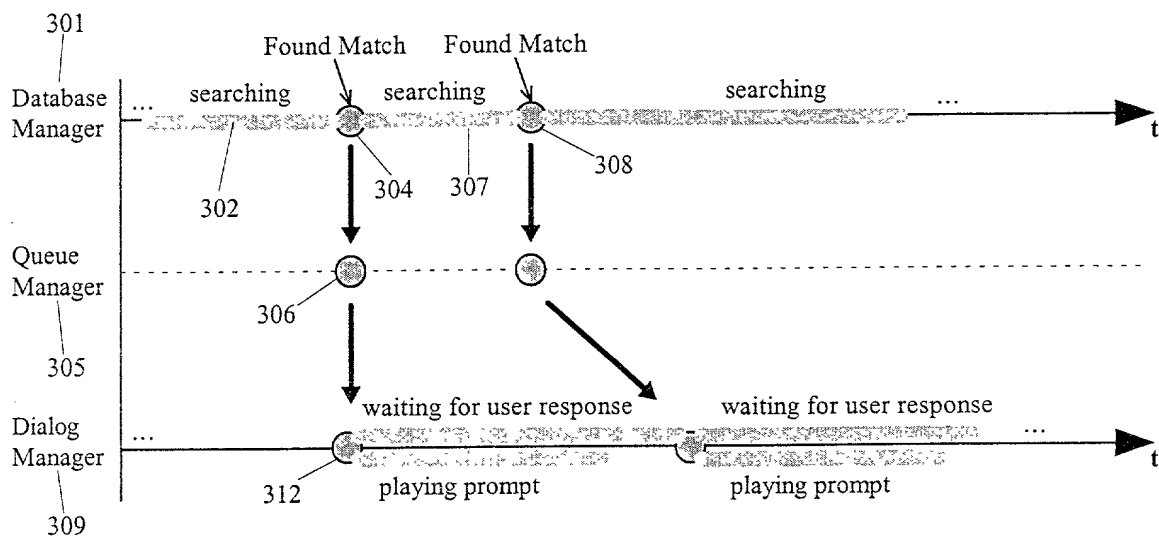 301
Found Match
Found Match
Database
Manager
...
searching
searching
searching
...
t
302
304
307
308
Queue
Manager
306
305
waiting for user response
waiting for user response
Dialog
Manager
...
...
t
312
playing prompt
playing prompt
309